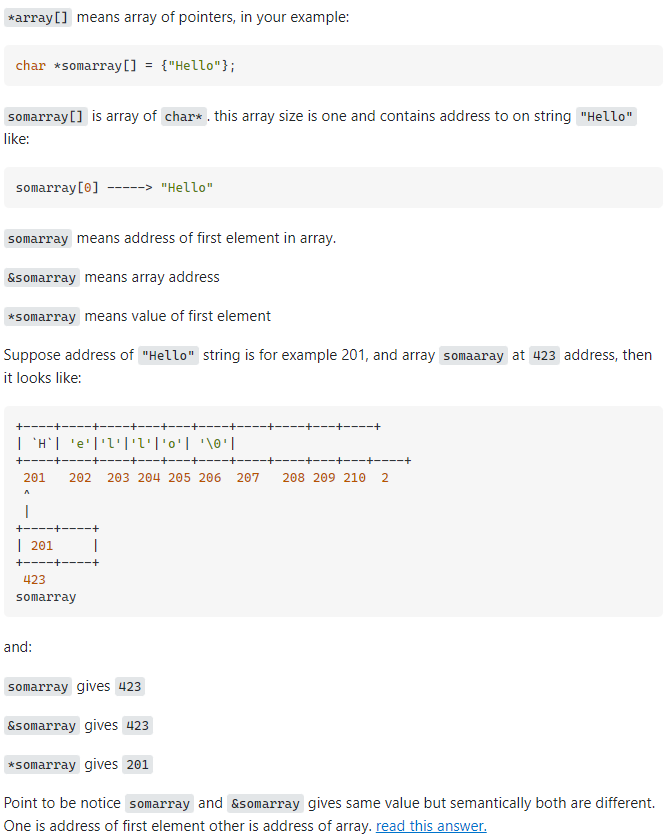 *array[] means array of pointers, in your example:
char *somarray[] = {"Hello"};
somarray[] is array of char* . this array size is one and contains address to on string "Hello"
like:
somarray[0] -----> "Hello"
somarray means address of first element in array.
&somarray means array address
*somarray means value of first element
Suppose address of "Hello" string is for example 201, and array somaaray at 423 address, then
it looks like:
+----+----+----+---+---+----+----+----+---+----+
| `H`| 'e'|'l'|'l'|'o'| '\0'|
+----+----+----+---+---+----+----+----+---+---+----+
201 202 203 204 205 206 207 208 209 210 2
^
|
+----+----+
| 201 |
+----+----+
423
somarray
and:
somarray gives 423
&somarray gives 423
*somarray gives 201
Point to be notice somarray and &somarray gives same value but semantically both are different.
One is address of first element other is address of array. read this answer.